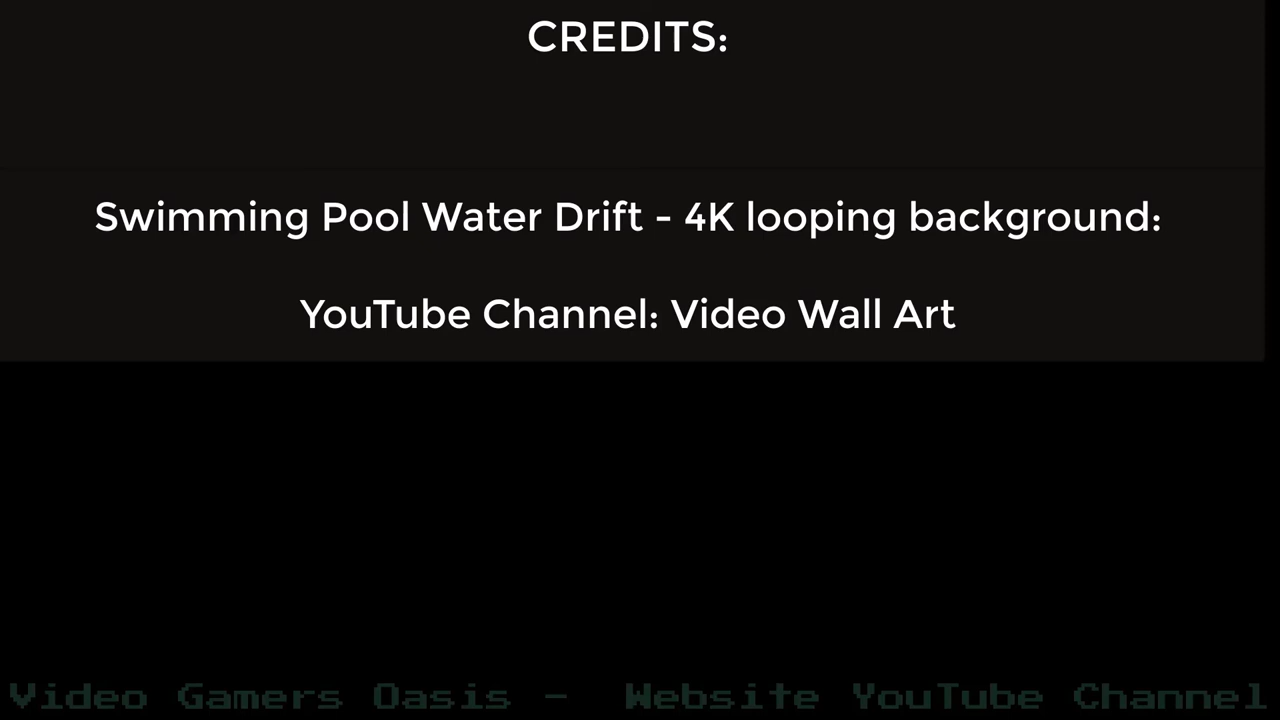 CREDITS:
Swimming Pool Water Drift - 4K looping background:
YouTube Channel: Video Wall Art
Video Gamers Oasis - Website YouTube Channel